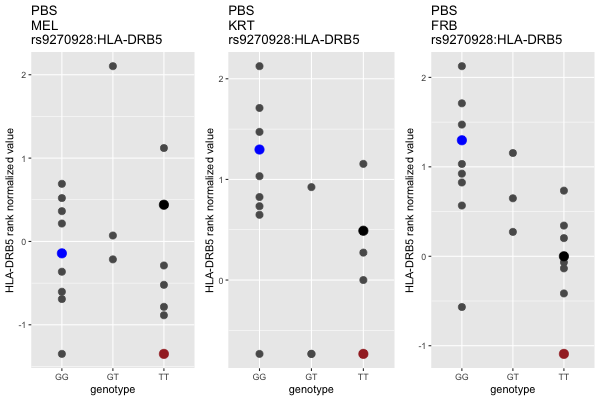 PBS
MEL
rs9270928:HLA-DRB5
HLA-DRB5 rank normalized value
2
1
0
-1
GG
GT
TT
genotype
PBS
KRT
rs9270928:HLA-DRB5
HLA-DRB5 rank normalized value
2
1
0
GG
GT
TT
genotype
PBS
FRB
rs9270928:HLA-DRB5
HLA-DRB5 rank normalized value
2
1
0
-1
GG
GT
TT
genotype